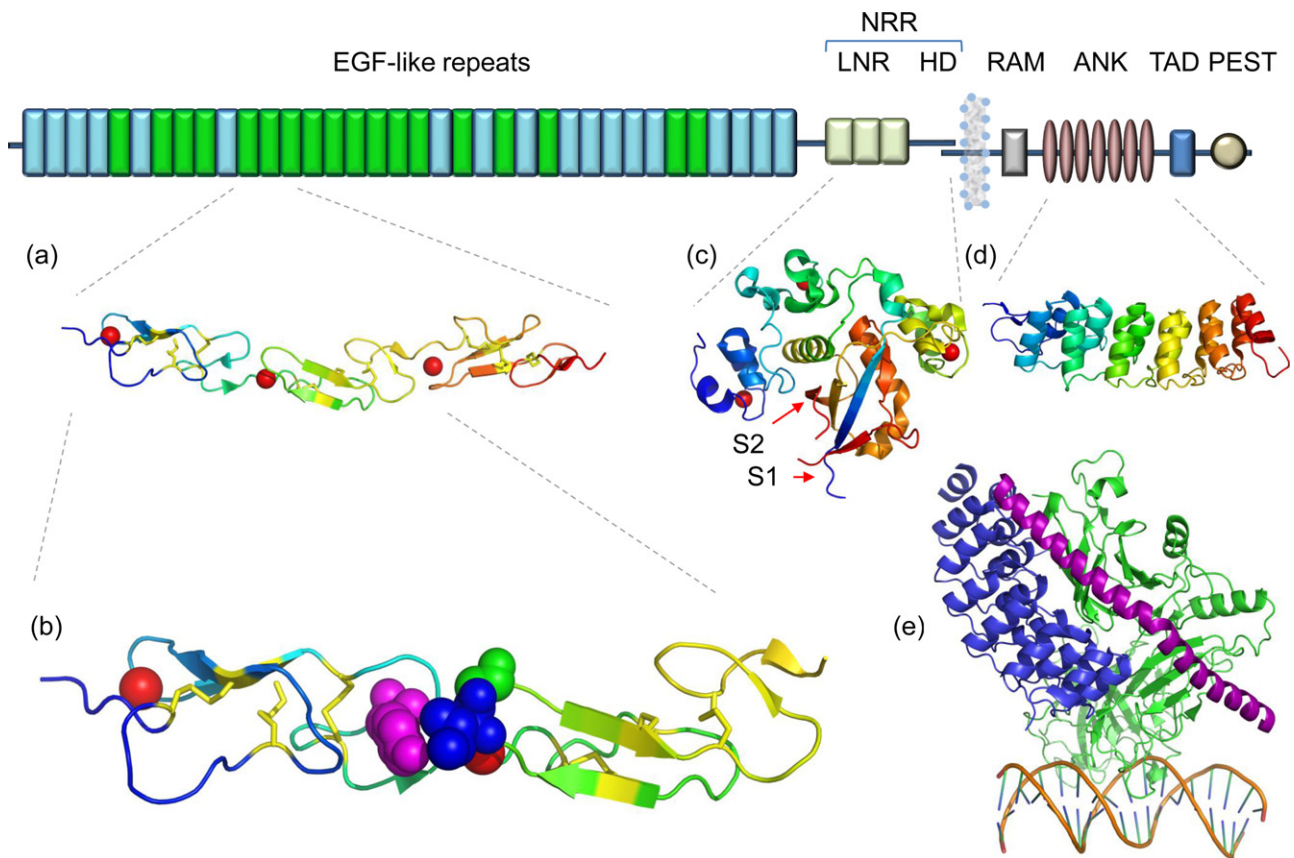 NRR
EGF-like repeats LNR HD RAM ANK TAD PEST
(a)
(c)
(d)
S2
S1
(b)
(e)